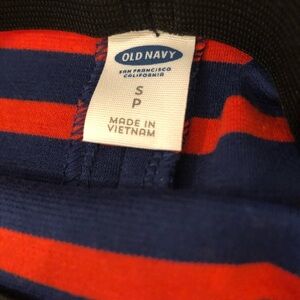 OLD NAVY
SAN FRANCISCO
CALIFORNIA
S
P
MADE IN
VIETNAM